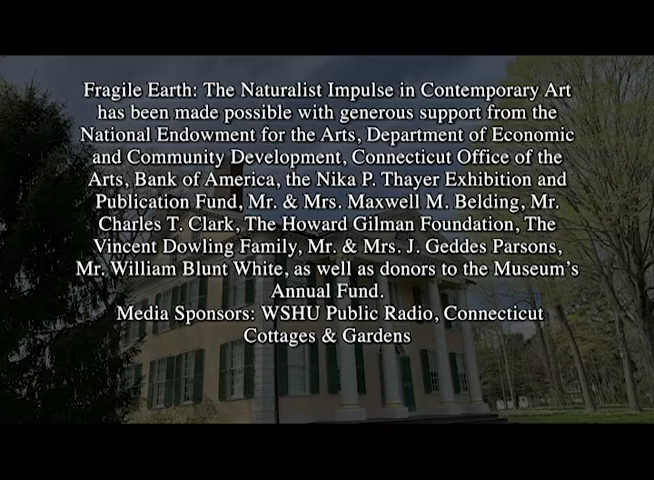 Fragile Earth: The Naturalist Impulse in Contemporary Art
has been made possible with generous support from the
National Endowment for the Arts, Department of Economic
and Community Development, Connecticut Office of the
Arts, Bank of America, the Nika P. Thayer Exhibition and
Publication Fund, Mr. & Mrs. Maxwell M. Belding, Mr.
Charles T. Clark, The Howard Gilman Foundation, The
Vincent Dowling Family, Mr. & Mrs. J. Geddes Parsons,
Mr. William Blunt White, as well as donors to the Museum's
Annual Fund.
Media Sponsors: WSHU Public Radio, Connecticut
Cottages & Gardens